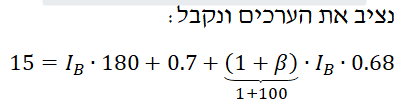 נציב את הערכים ונקבל:
15 = I_B · 180 + 0.7 + (1 + β) · I_B · 0.68
1+100